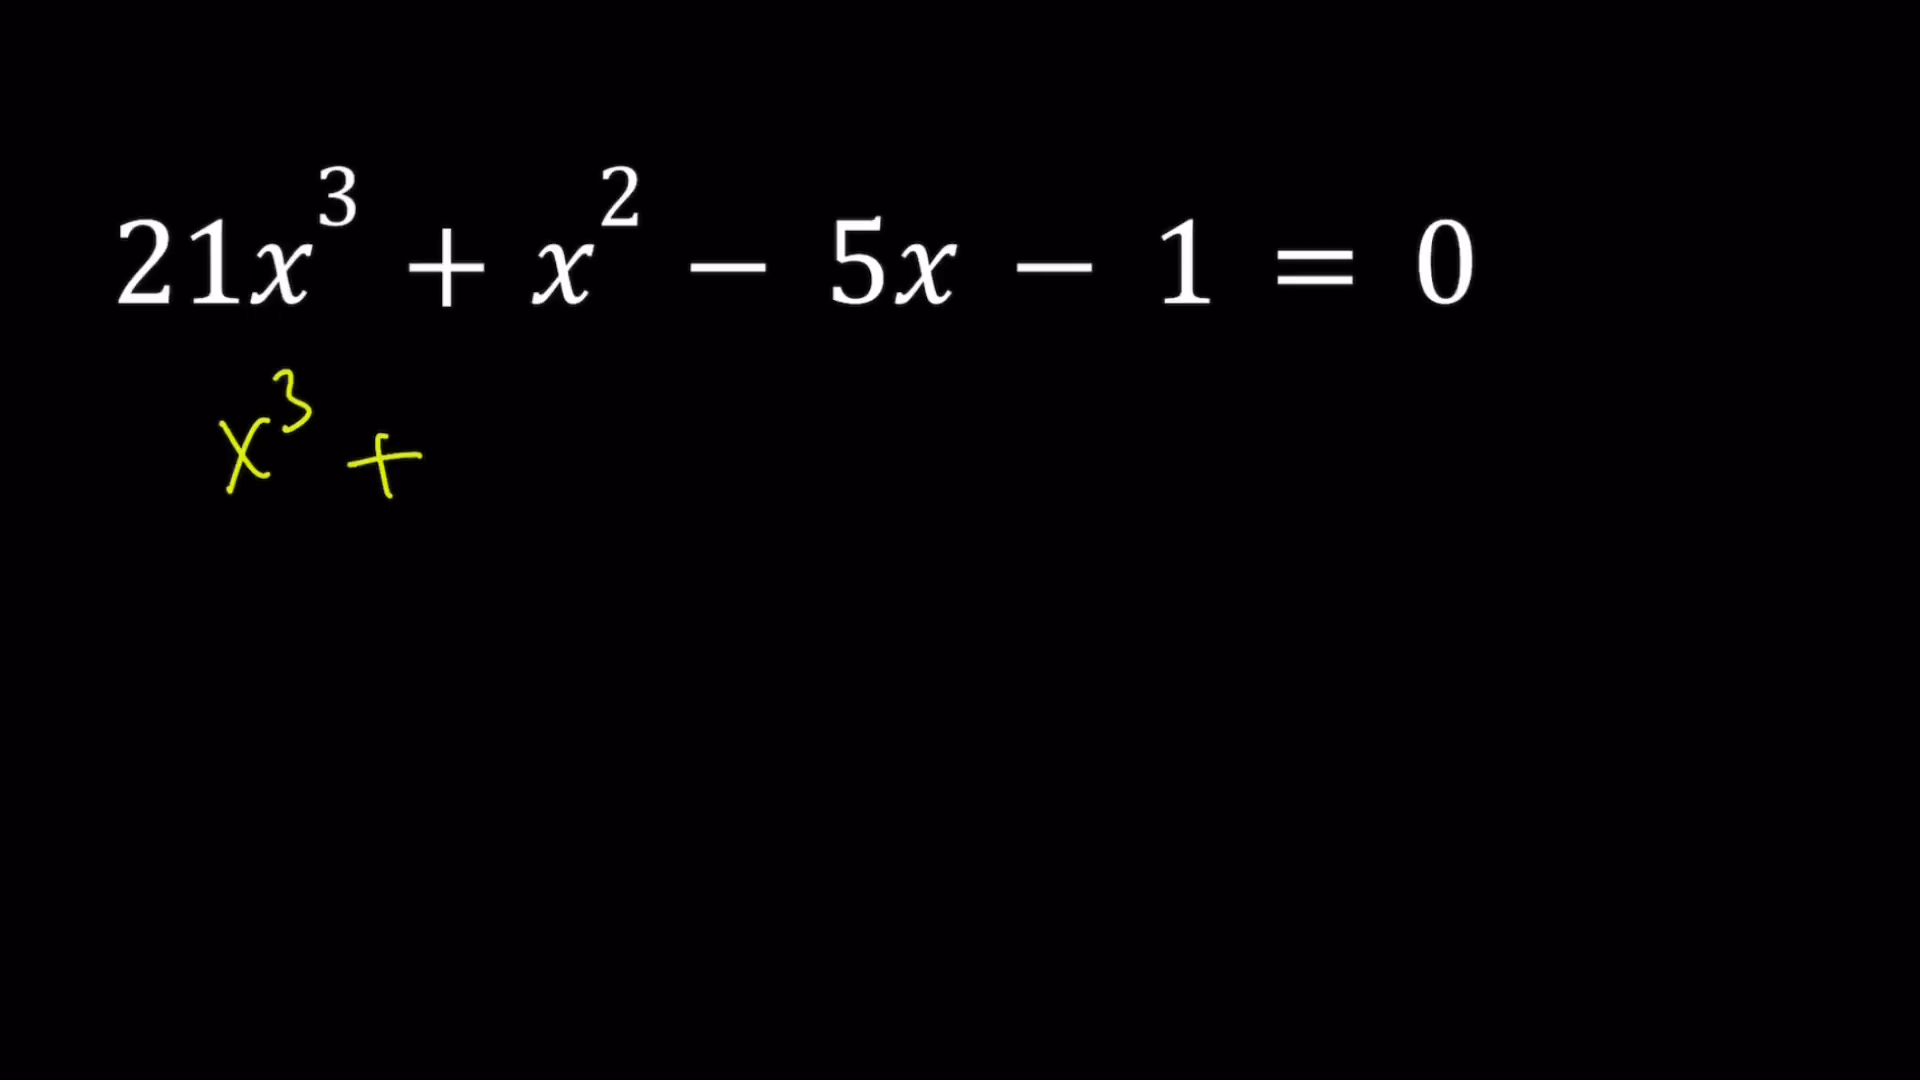 21x³ + x² − 5x − 1 = 0
x³ +